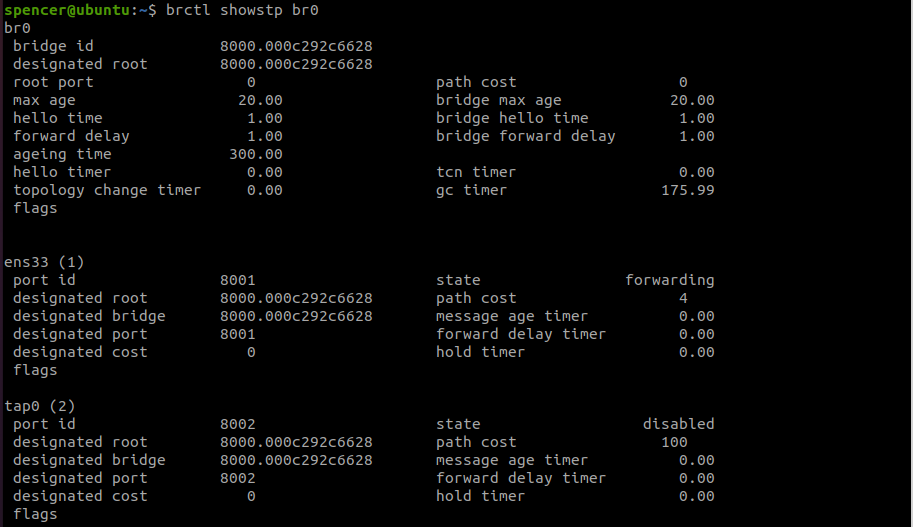 spencer@ubuntu:~$ brctl showstp br0
br0
 bridge id              8000.000c292c6628
 designated root        8000.000c292c6628
 root port                 0                    path cost                  0
 max age                  20.00                 bridge max age            20.00
 hello time                1.00                 bridge hello time          1.00
 forward delay             1.00                 bridge forward delay       1.00
 ageing time             300.00
 hello timer               0.00                 tcn timer                  0.00
 topology change timer     0.00                 gc timer                 175.99
 flags

ens33 (1)
 port id                8001                    state                forwarding
 designated root        8000.000c292c6628       path cost                  4
 designated bridge      8000.000c292c6628       message age timer          0.00
 designated port        8001                    forward delay timer        0.00
 designated cost           0                    hold timer                 0.00
 flags

tap0 (2)
 port id                8002                    state                  disabled
 designated root        8000.000c292c6628       path cost                100
 designated bridge      8000.000c292c6628       message age timer          0.00
 designated port        8002                    forward delay timer        0.00
 designated cost           0                    hold timer                 0.00
 flags